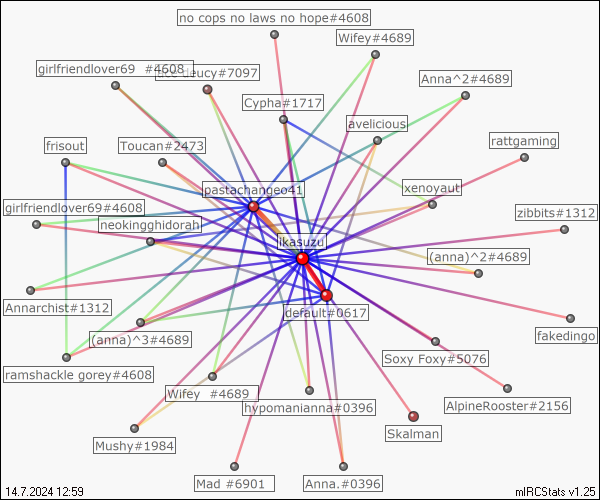 no cops no laws no hope#4608
Wifey#4689
girlfriendlover69 #4608
deucy#7097
Anna^2#4689
Cypha#1717
avelicious
frisout
Toucan#2473
rattgaming
pastachangeo41
xenoyaut
girlfriendlover69#4608
neokingghidorah
zibbits#1312
ikasuzu
(anna)^2#4689
Annarchist#1312
default#0617
(anna)^3#4689
fakedingo
Soxy Foxy#5076
ramshackle gorey#4608
Wifey #4689
hypomanianna#0396
AlpineRooster#2156
Mushy#1984
Skalman
Mad #6901
Anna.#0396
14.7.2024 12:59
mIRCStats v1.25